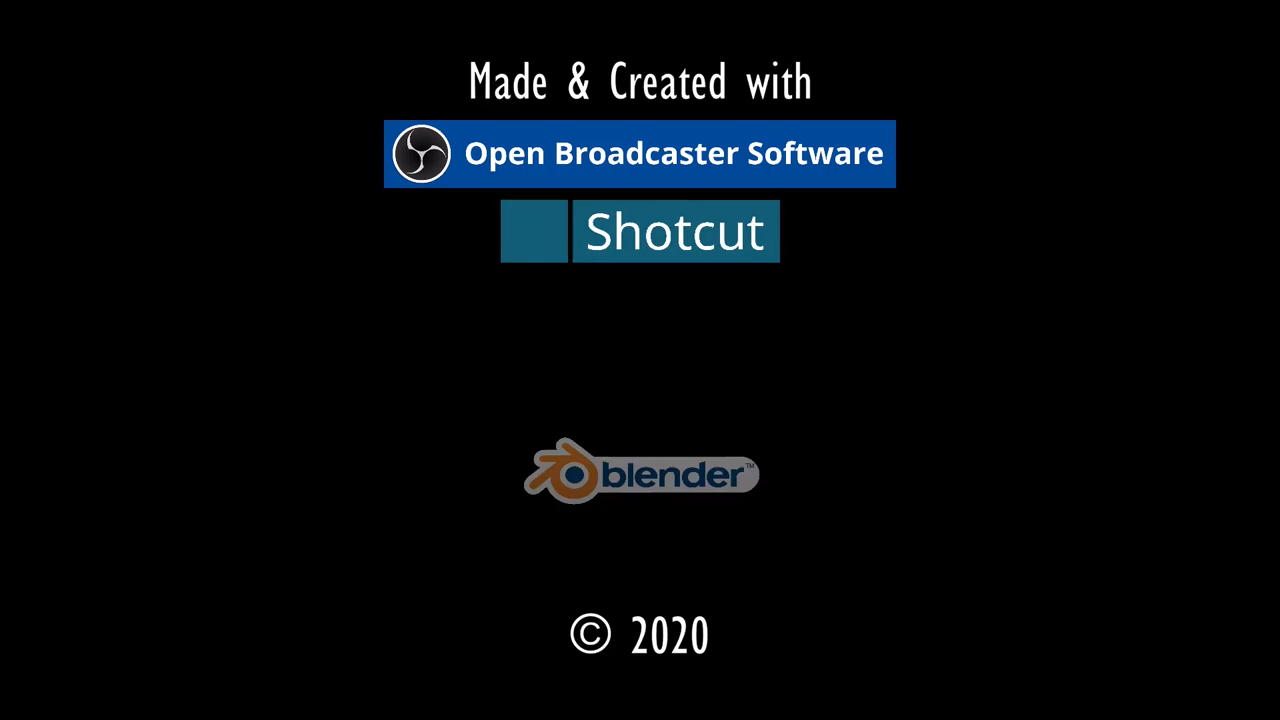 Made & Created with
Open Broadcaster Software
Shotcut
blender™
© 2020